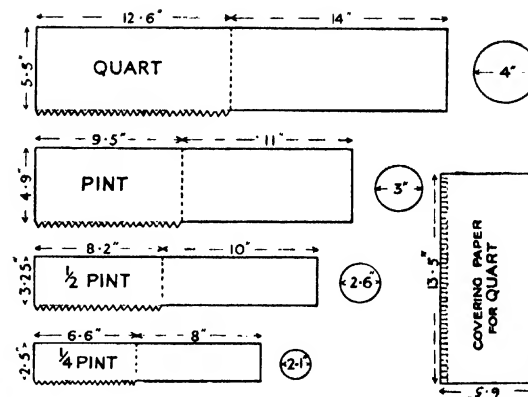 12·6" 14"
5·5" QUART 4"
9·5" 11"
4·9" PINT 3"
8·2" 10"
3·25" ½ PINT 2·6"
6·6" 8"
2·5" ¼ PINT 2·1"
13·5"
COVERING PAPER
FOR QUART